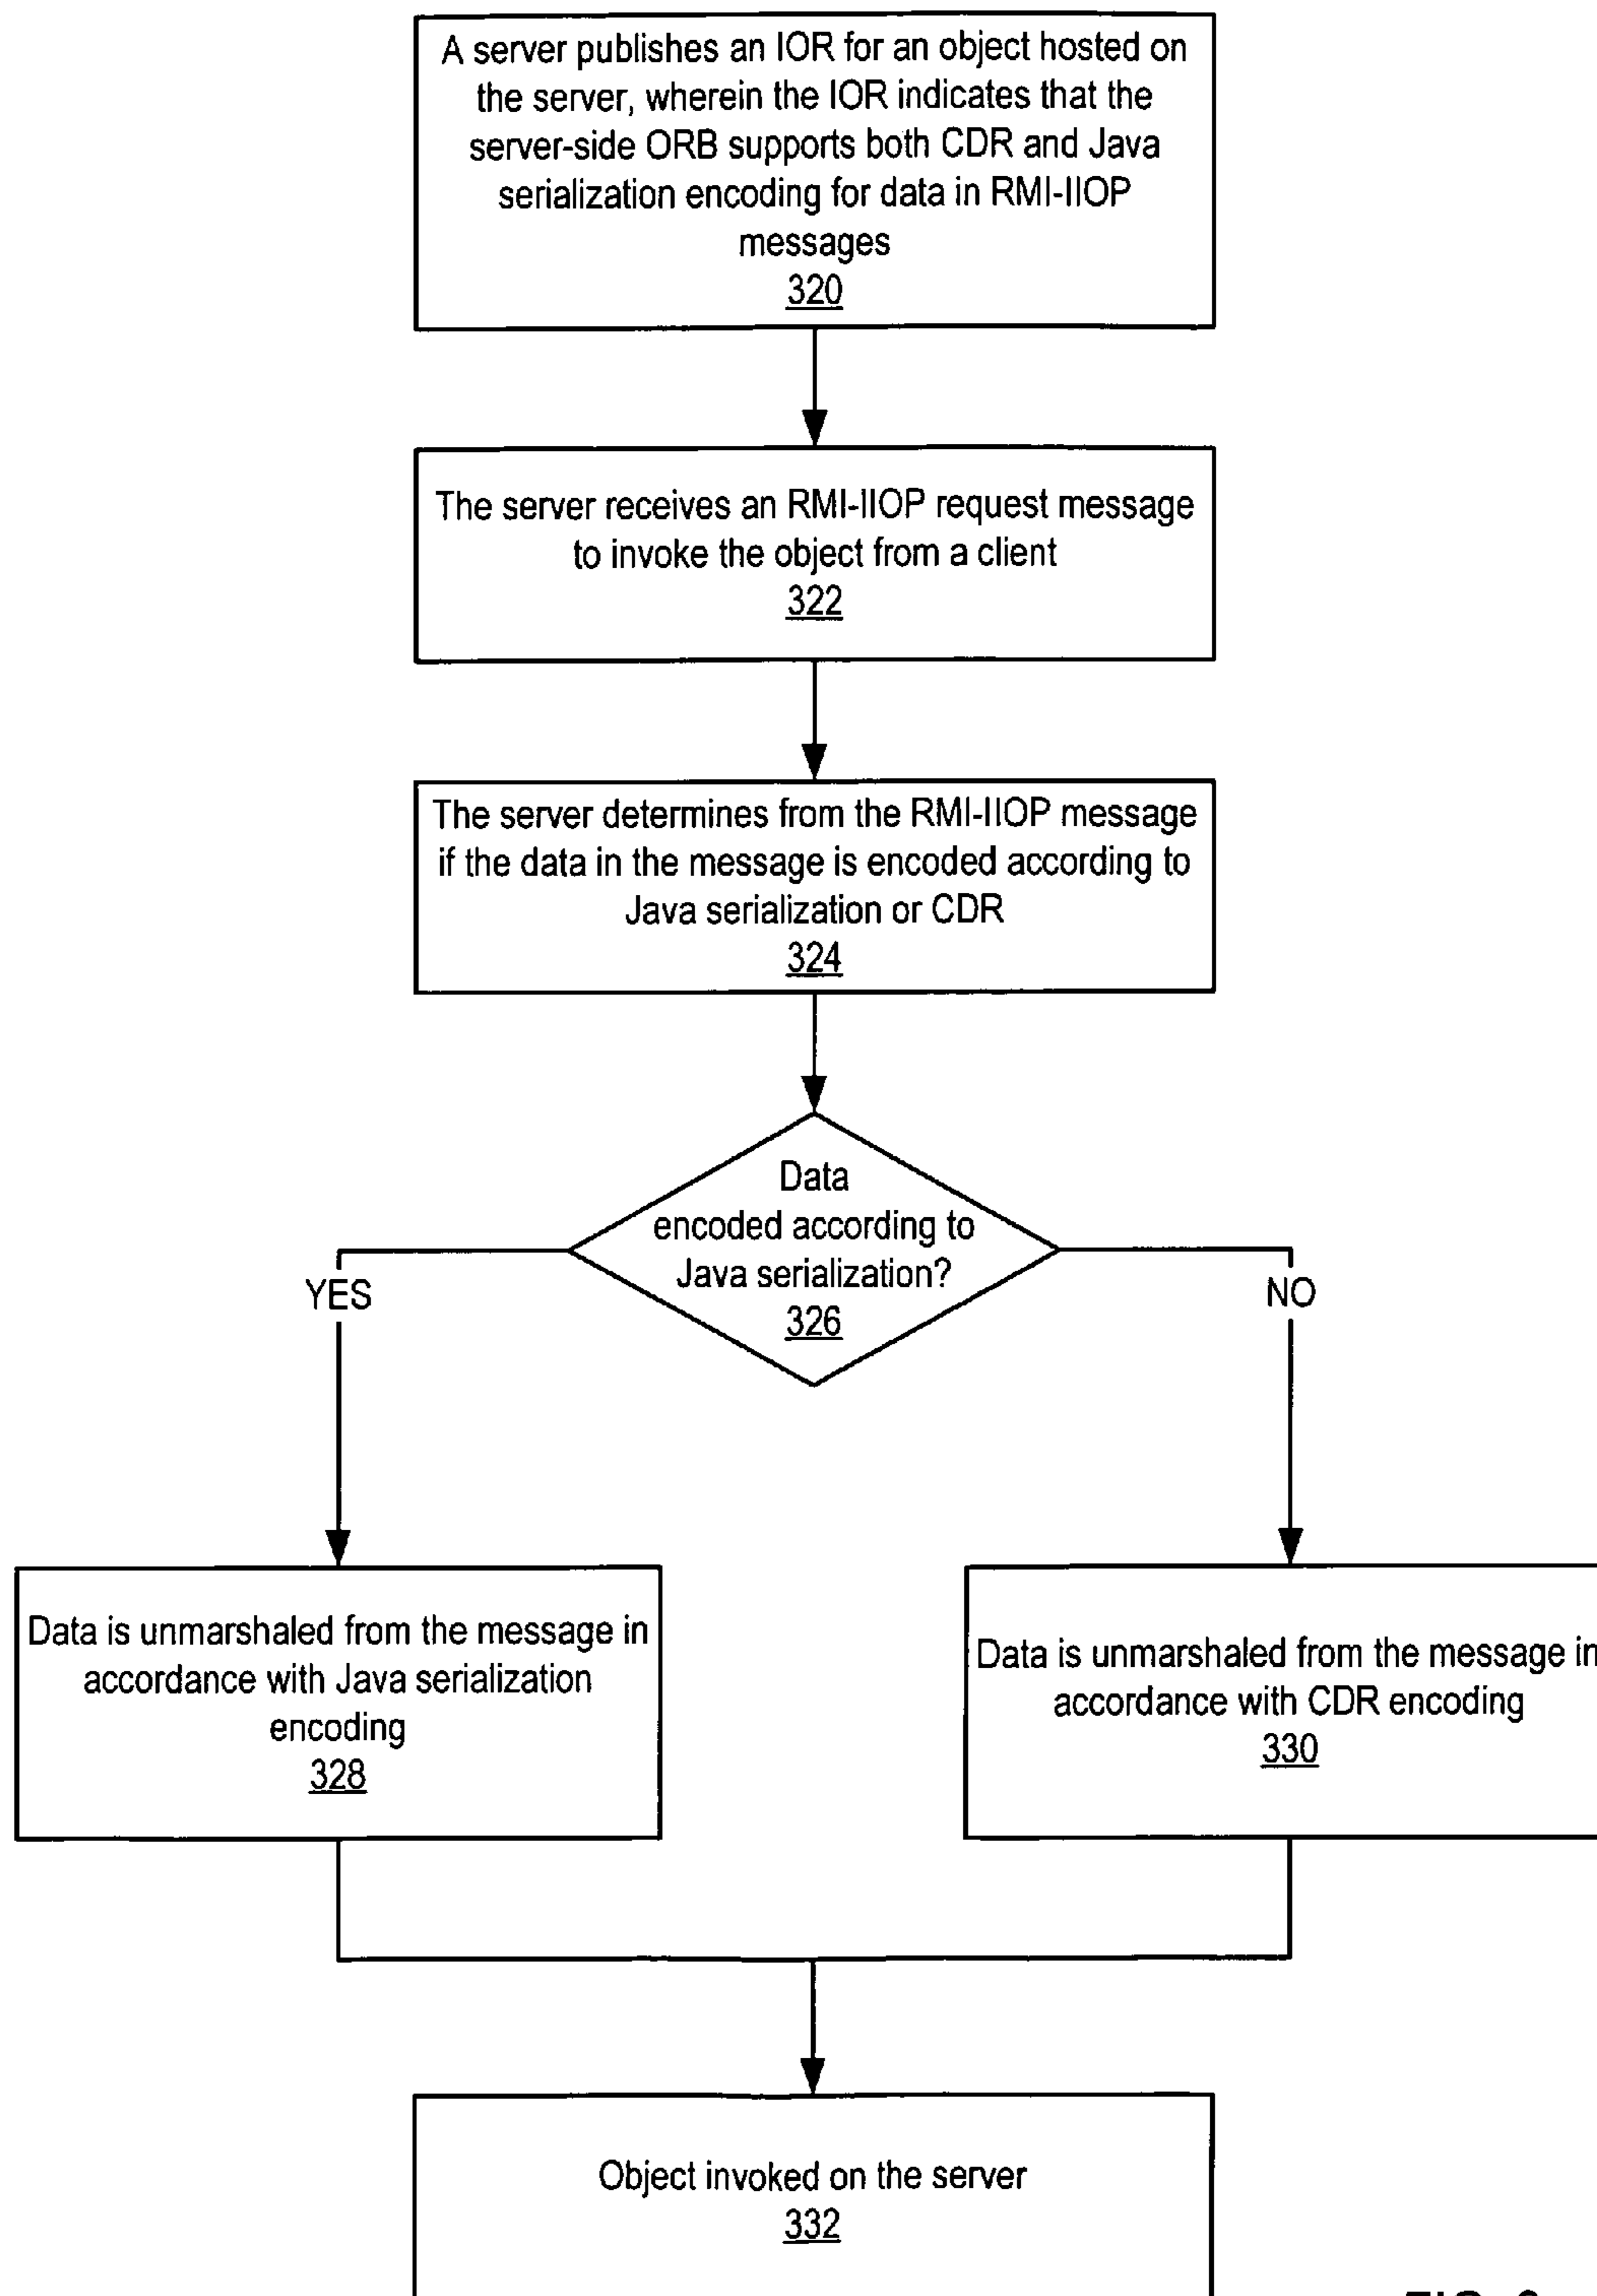 A server publishes an IOR for an object hosted on
the server, wherein the IOR indicates that the
server-side ORB supports both CDR and Java
serialization encoding for data in RMI-IIOP
messages
320
The server receives an RMI-IIOP request message
to invoke the object from a client
322
The server determines from the RMI-IIOP message
if the data in the message is encoded according to
Java serialization or CDR
324
Data
encoded according to
Java serialization?
326
YES
NO
Data is unmarshaled from the message in
accordance with Java serialization
encoding
328
Data is unmarshaled from the message in
accordance with CDR encoding
330
Object invoked on the server
332